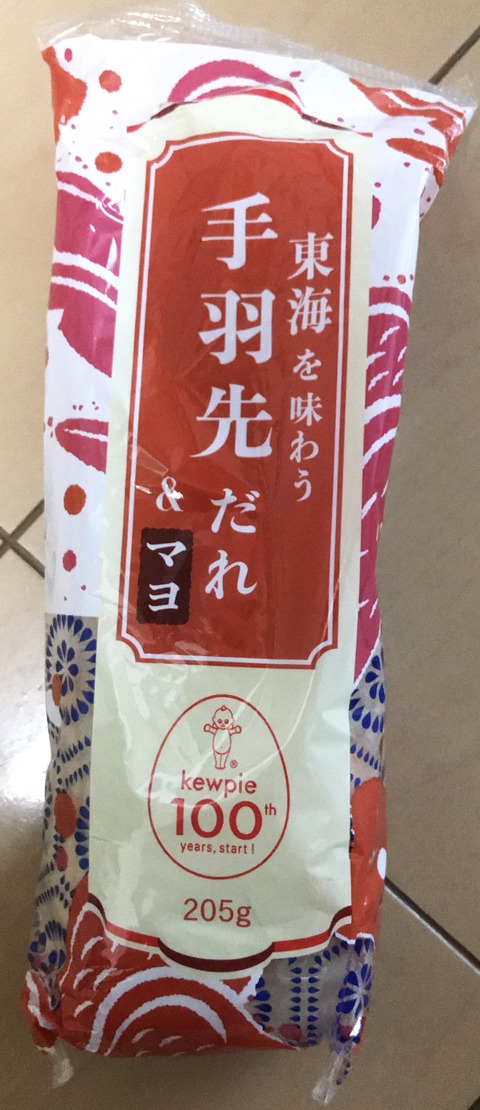 東海を味わう
手羽先だれ
&マヨ
®
kewpie
100th
years, start!
205g